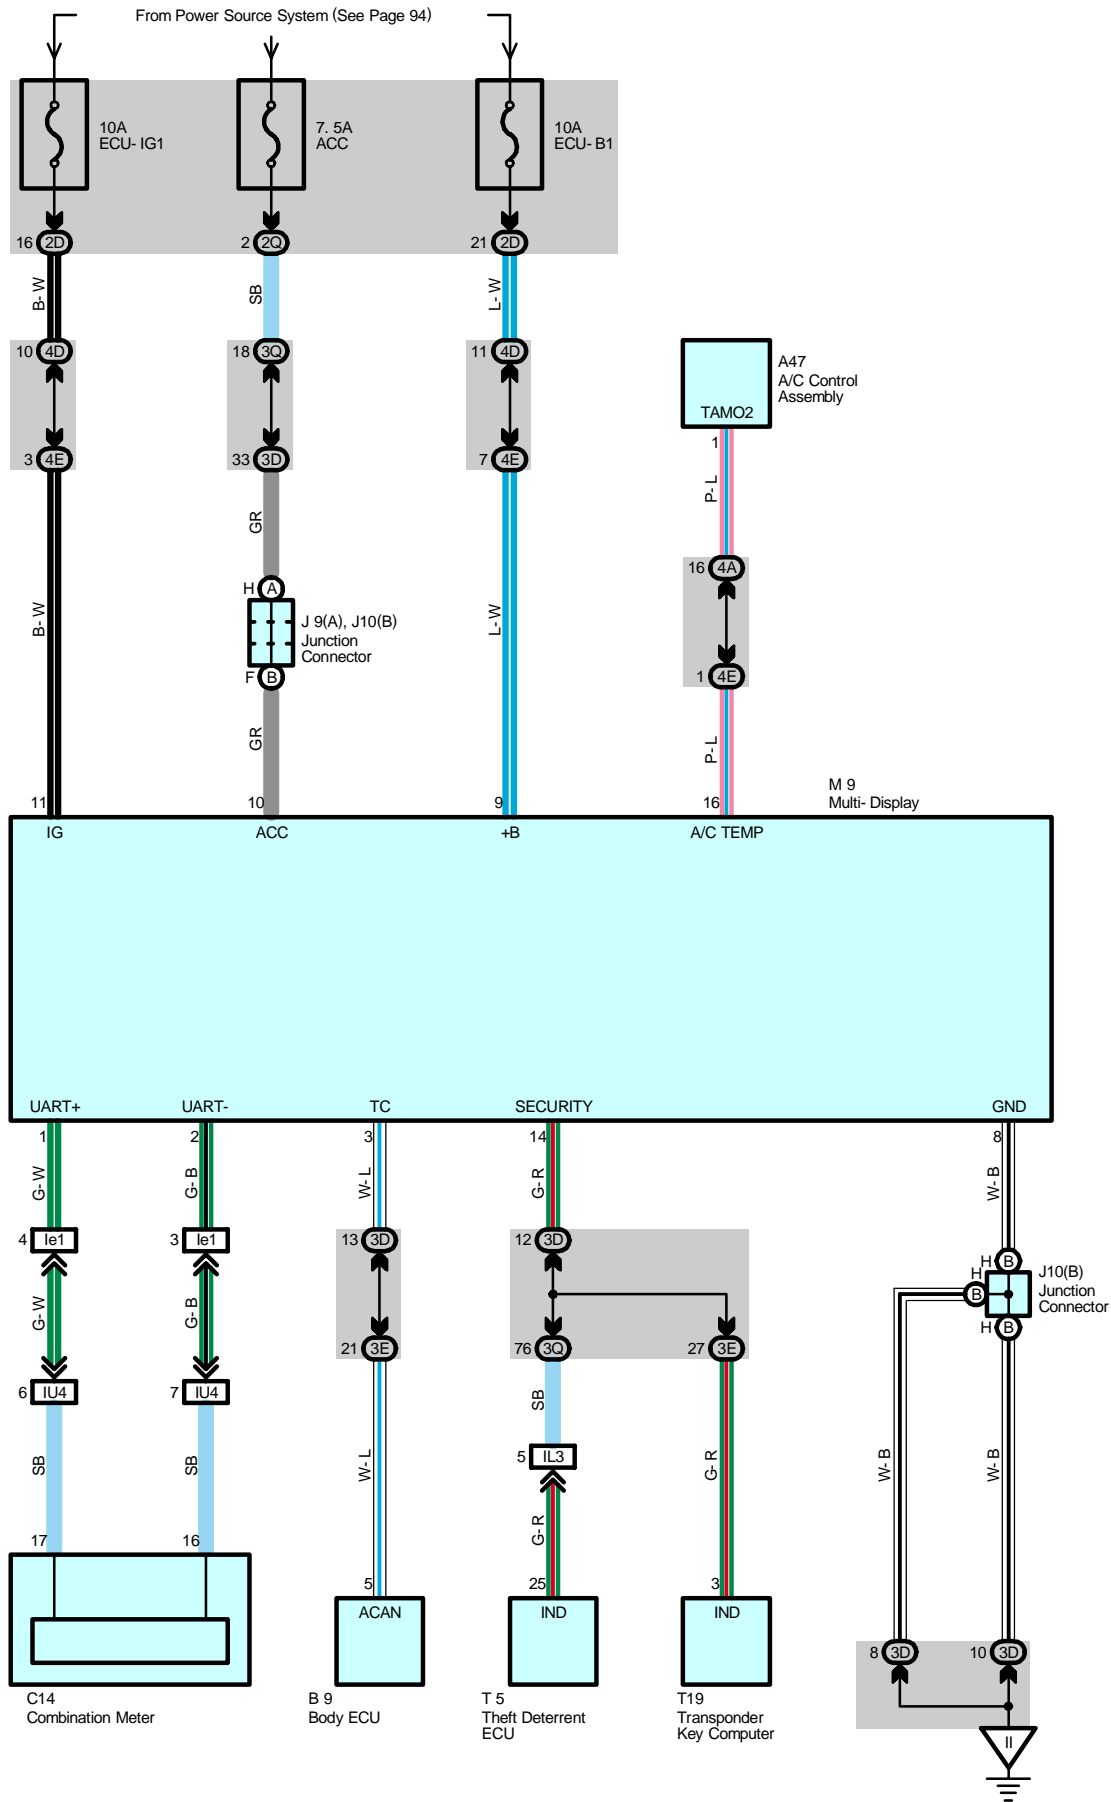 From Power Source System (See Page 94)
10A
ECU- IG1
7. 5A
ACC
10A
ECU- B1
16 2D
2 2Q
21 2D
B- W
SB
L- W
10 4D
18 3Q
11 4D
A47
A/C Control
Assembly
TAMO2
1
3 4E
33 3D
7 4E
P- L
GR
16 4A
H A
B- W
J 9(A), J10(B)
Junction
Connector
L- W
F B
1 4E
GR
P- L
M 9
Multi- Display
11
10
9
16
IG
ACC
+B
A/C TEMP
UART+
UART-
TC
SECURITY
GND
1
2
3
14
8
G- W
G- B
W- L
G- R
W- B
4 Ie1
3 Ie1
13 3D
12 3D
H B
H
B
J10(B)
Junction
Connector
H B
G- W
G- B
21 3E
76 3Q
27 3E
6 IU4
7 IU4
SB
5 IL3
SB
SB
W- L
G- R
W- B
W- B
G- R
17
16
5
25
3
ACAN
IND
IND
8 3D
10 3D
C14
Combination Meter
B 9
Body ECU
T 5
Theft Deterrent
ECU
T19
Transponder
Key Computer
II